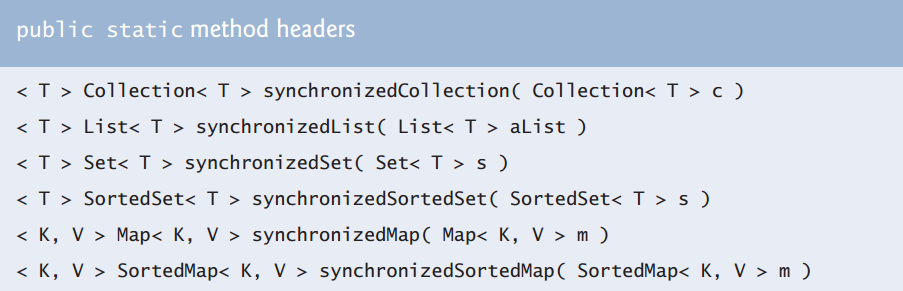 public static method headers
< T > Collection< T > synchronizedCollection( Collection< T > c )
< T > List< T > synchronizedList( List< T > aList )
< T > Set< T > synchronizedSet( Set< T > s )
< T > SortedSet< T > synchronizedSortedSet( SortedSet< T > s )
< K, V > Map< K, V > synchronizedMap( Map< K, V > m )
< K, V > SortedMap< K, V > synchronizedSortedMap( SortedMap< K, V > m )